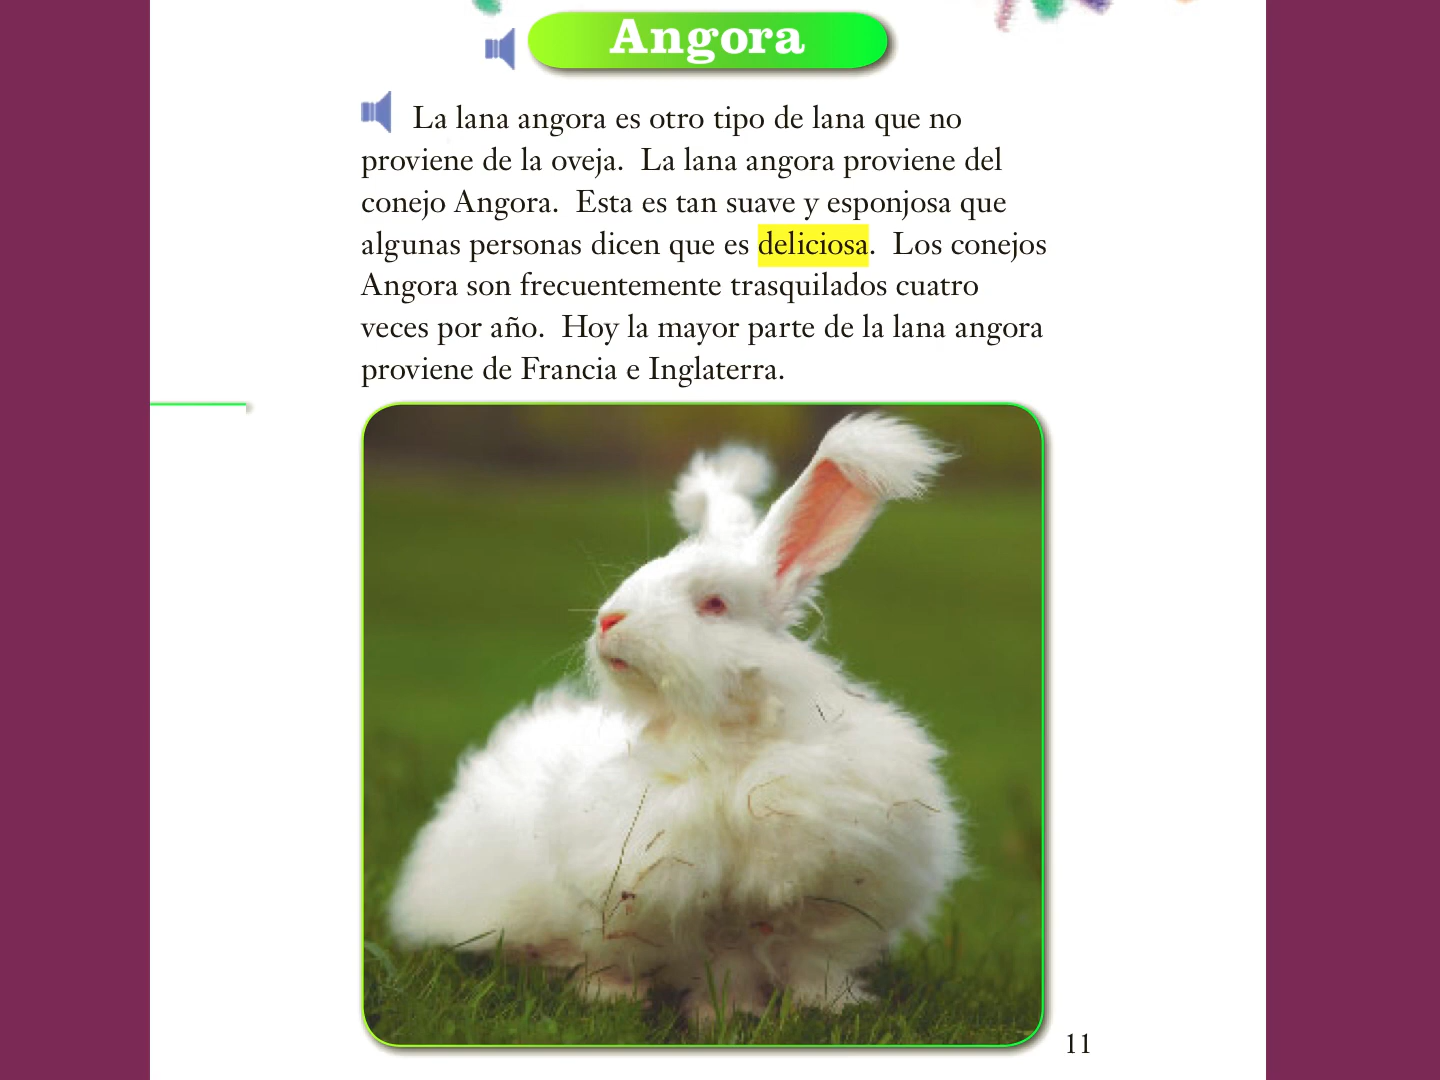 Angora
La lana angora es otro tipo de lana que no
proviene de la oveja.  La lana angora proviene del
conejo Angora.  Esta es tan suave y esponjosa que
algunas personas dicen que es deliciosa.  Los conejos
Angora son frecuentemente trasquilados cuatro
veces por año.  Hoy la mayor parte de la lana angora
proviene de Francia e Inglaterra.
11